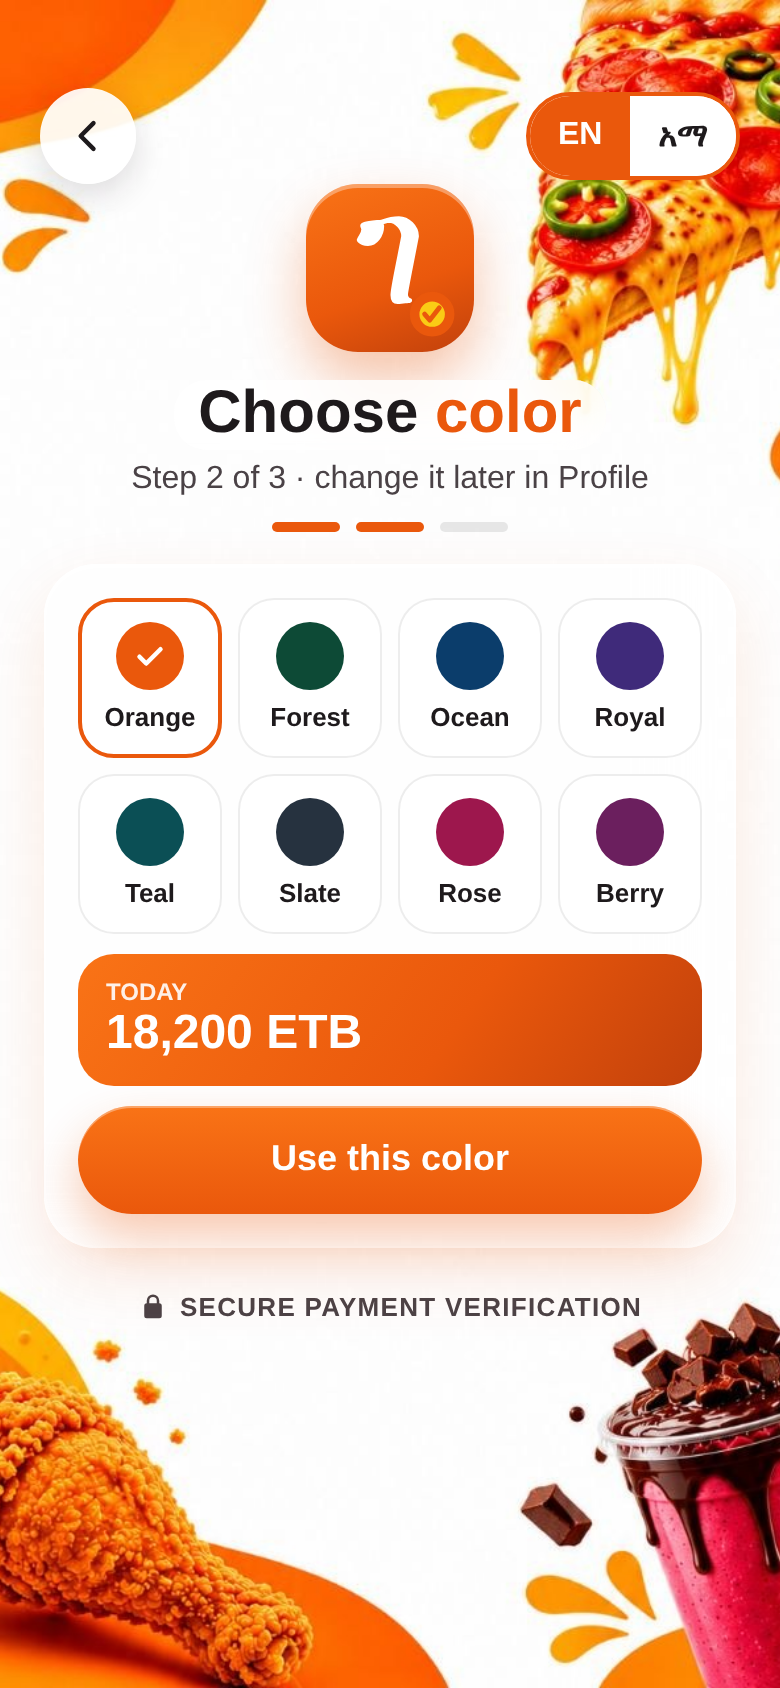 EN
አማ
ገ
Choose color
Step 2 of 3 · change it later in Profile
Orange
Forest
Ocean
Royal
Teal
Slate
Rose
Berry
TODAY
18,200 ETB
Use this color
SECURE PAYMENT VERIFICATION